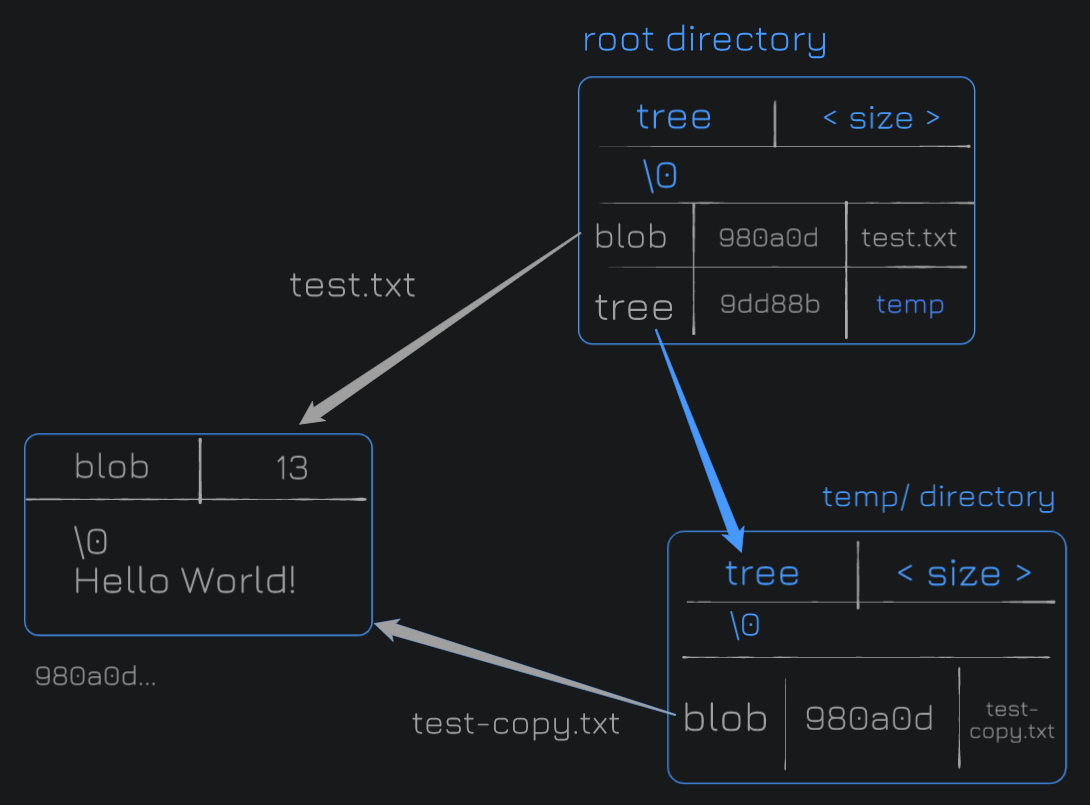 root directory
tree < size >
\0
blob 980a0d test.txt
tree 9dd88b temp
test.txt
blob 13
\0
Hello World!
980a0d...
temp/ directory
tree < size >
\0
blob 980a0d test-
copy.txt
test-copy.txt